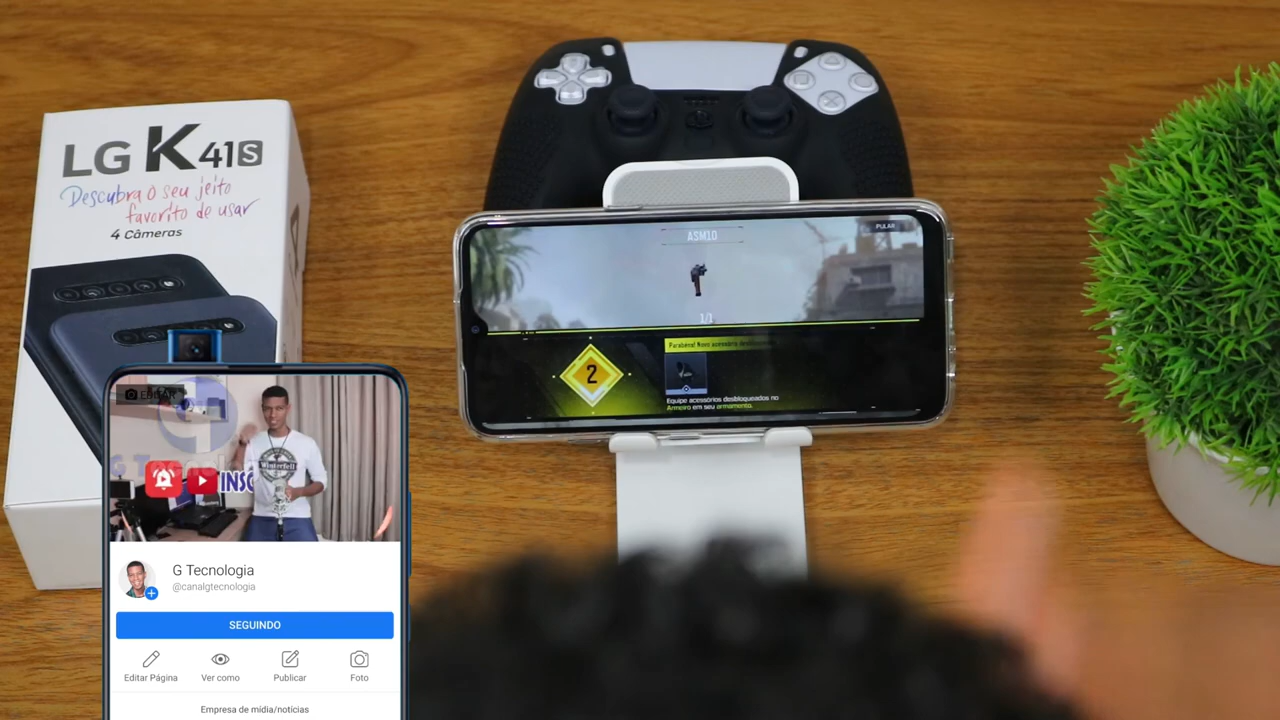 LG K41S
Descubra o seu jeito
favorito de usar
4 Câmeras
ASM10
PULAR
1/1
2
Parabéns! Novo acessório desbloqueado
Equipe acessórios desbloqueados no
Armeiro em seu armamento.
EDITAR
INSC
Winterfell
G Tecnologia
@canalgtecnologia
SEGUINDO
Editar Página
Ver como
Publicar
Foto
Empresa de mídia/notícias